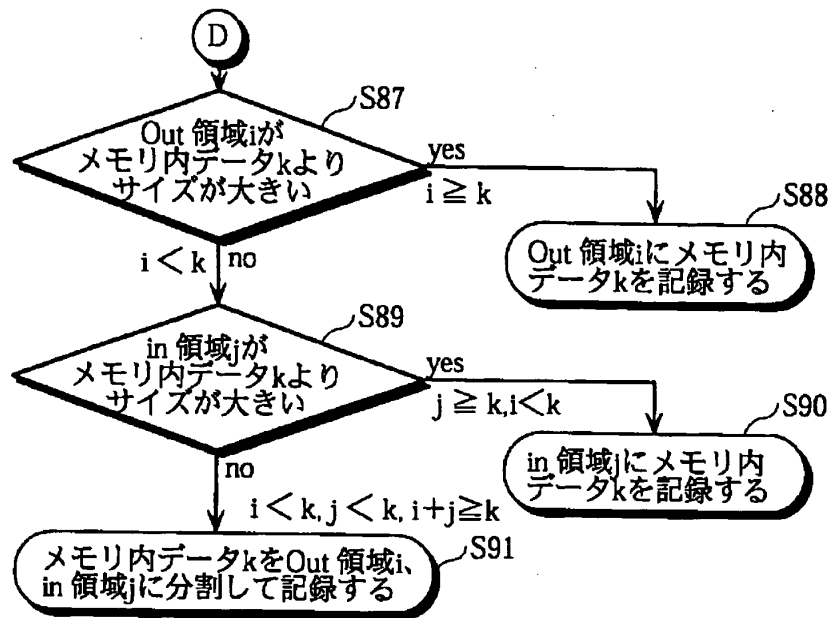 D
S87
Out 領域iが
メモリ内データkより
サイズが大きい
yes
i ≧ k
S88
Out 領域iにメモリ内
データkを記録する
i < k
no
S89
in 領域jが
メモリ内データkより
サイズが大きい
yes
j ≧ k,i<k
S90
in 領域jにメモリ内
データkを記録する
no
i < k, j < k, i+j≧k
S91
メモリ内データkをOut 領域i、
in 領域jに分割して記録する